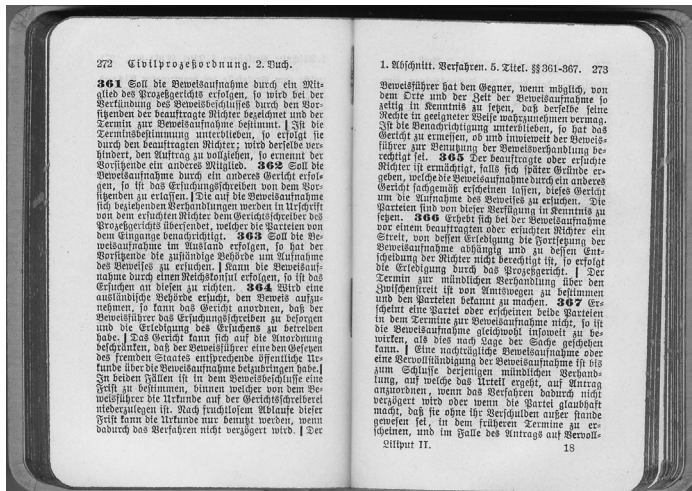 272 Civilprozeßordnung. 2. Buch.
361 Soll die Beweisaufnahme durch ein Mit-
glied des Prozeßgerichts erfolgen, so wird bei der
Verkündung des Beweisbeschlusses durch den Vor-
sitzenden der beauftragte Richter bezeichnet und der
Termin zur Beweisaufnahme bestimmt. | Ist die
Terminsbestimmung unterblieben, so erfolgt sie
durch den beauftragten Richter; wird derselbe ver-
hindert, den Auftrag zu vollziehen, so ernennt der
Vorsitzende ein anderes Mitglied. 362 Soll die
Beweisaufnahme durch ein anderes Gericht erfol-
gen, so ist das Ersuchungsschreiben von dem Vor-
sitzenden zu erlassen. | Die auf die Beweisaufnahme
sich beziehenden Verhandlungen werden in Urschrift
von dem ersuchten Richter dem Gerichtsschreiber des
Prozeßgerichts übersendet, welcher die Parteien von
dem Eingange benachrichtigt. 363 Soll die Be-
weisaufnahme im Ausland erfolgen, so hat der
Vorsitzende die zuständige Behörde um Aufnahme
des Beweises zu ersuchen. | Kann die Beweisauf-
nahme durch einen Reichskonsul erfolgen, so ist das
Ersuchen an diesen zu richten. 364 Wird eine
ausländische Behörde ersucht, den Beweis aufzu-
nehmen, so kann das Gericht anordnen, daß der
Beweisführer das Ersuchungsschreiben zu besorgen
und die Erledigung des Ersuchens zu betreiben
habe. | Das Gericht kann sich auf die Anordnung
beschränken, daß der Beweisführer eine den Gesetzen
des fremden Staates entsprechende öffentliche Ur-
kunde über die Beweisaufnahme beizubringen habe. |
In beiden Fällen ist in dem Beweisbeschlusse eine
Frist zu bestimmen, binnen welcher von dem Be-
weisführer die Urkunde auf der Gerichtsschreiberei
niederzulegen ist. Nach fruchtlosem Ablaufe dieser
Frist kann die Urkunde nur benutzt werden, wenn
dadurch das Verfahren nicht verzögert wird. | Der
1. Abschnitt. Verfahren. 5. Titel. §§ 361-367. 273
Beweisführer hat den Gegner, wenn möglich, von
dem Orte und der Zeit der Beweisaufnahme so
zeitig in Kenntnis zu setzen, daß derselbe seine
Rechte in geeigneter Weise wahrzunehmen vermag.
Ist die Benachrichtigung unterblieben, so hat das
Gericht zu ermessen, ob und inwieweit der Beweis-
führer zur Benutzung der Beweisverhandlung be-
rechtigt sei. 365 Der beauftragte oder ersuchte
Richter ist ermächtigt, falls sich später Gründe er-
geben, welche die Beweisaufnahme durch ein anderes
Gericht sachgemäß erscheinen lassen, dieses Gericht
um die Aufnahme des Beweises zu ersuchen. Die
Parteien sind von dieser Verfügung in Kenntnis zu
setzen. 366 Erhebt sich bei der Beweisaufnahme
vor einem beauftragten oder ersuchten Richter ein
Streit, von dessen Erledigung die Fortsetzung der
Beweisaufnahme abhängig und zu dessen Ent-
scheidung der Richter nicht berechtigt ist, so erfolgt
die Erledigung durch das Prozeßgericht. | Der
Termin zur mündlichen Verhandlung über den
Zwischenstreit ist von Amtswegen zu bestimmen
und den Parteien bekannt zu machen. 367 Er-
scheint eine Partei oder erscheinen beide Parteien
in dem Termine zur Beweisaufnahme nicht, so ist
die Beweisaufnahme gleichwohl insoweit zu be-
wirken, als dies nach Lage der Sache geschehen
kann. | Eine nachträgliche Beweisaufnahme oder
eine Vervollständigung der Beweisaufnahme ist bis
zum Schlusse derjenigen mündlichen Verhand-
lung, auf welche das Urteil ergeht, auf Antrag
anzuordnen, wenn das Verfahren dadurch nicht
verzögert wird oder wenn die Partei glaubhaft
macht, daß sie ohne ihr Verschulden außer stande
gewesen sei, in dem früheren Termine zu er-
scheinen, und im Falle des Antrags auf Vervoll-
Liliput II. 18